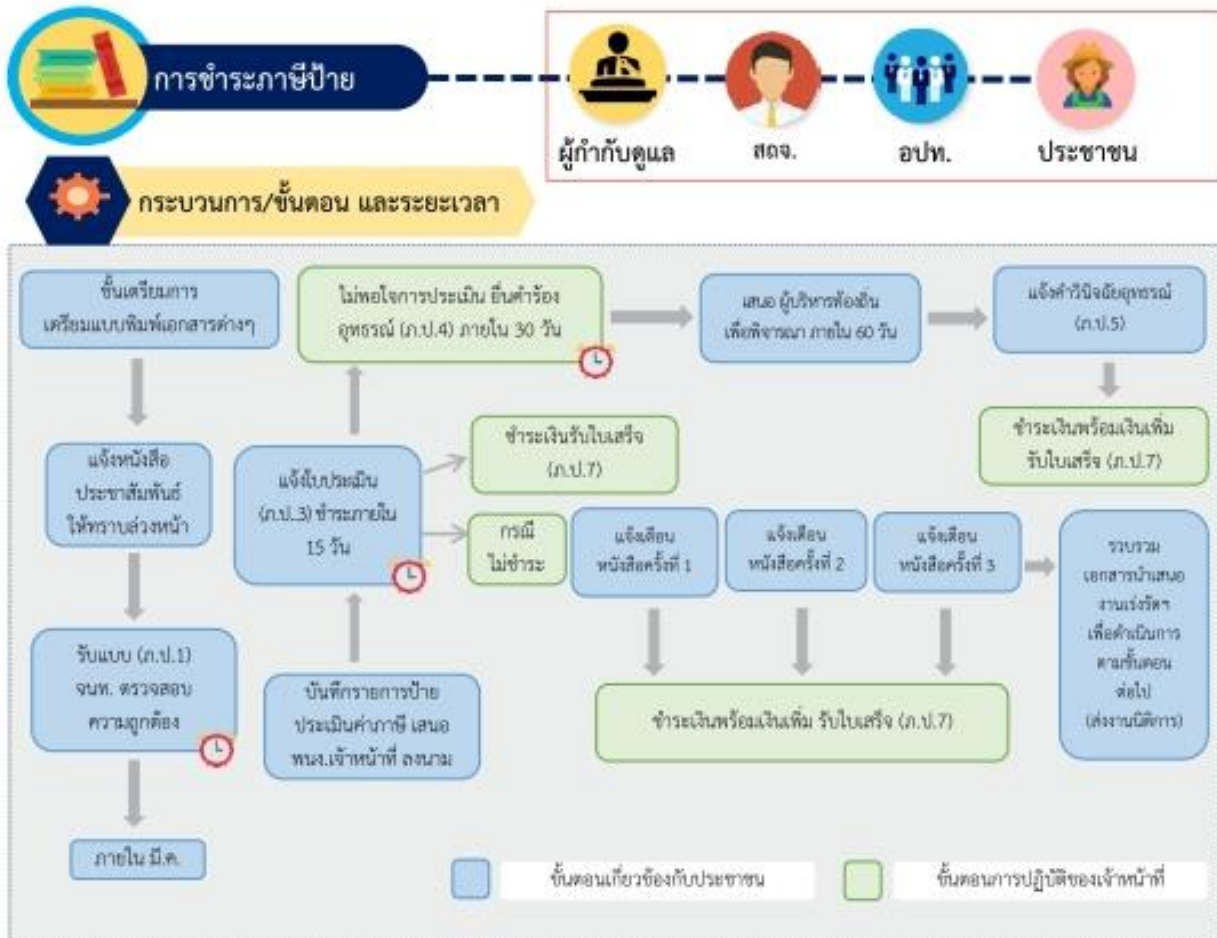 การชำระภาษีป้าย
ผู้กำกับดูแล
สถจ.
อปท.
ประชาชน
กระบวนการ/ขั้นตอน และระยะเวลา
ขั้นเตรียมการ
เตรียมแบบพิมพ์เอกสารต่างๆ
ไม่พอใจการประเมิน ยื่นคำร้อง
อุทธรณ์ (ภ.ป.4) ภายใน 30 วัน
เสนอ ผู้บริหารท้องถิ่น
เพื่อพิจารณา ภายใน 60 วัน
แจ้งคำวินิจฉัยอุทธรณ์
(ภ.ป.5)
แจ้งหนังสือ
ประชาสัมพันธ์
ให้ทราบล่วงหน้า
แจ้งใบประเมิน
(ภ.ป.3) ชำระภายใน
15 วัน
ชำระเงินรับใบเสร็จ
(ภ.ป.7)
ชำระเงินพร้อมเงินเพิ่ม
รับใบเสร็จ (ภ.ป.7)
กรณี
ไม่ชำระ
แจ้งเตือน
หนังสือครั้งที่ 1
แจ้งเตือน
หนังสือครั้งที่ 2
แจ้งเตือน
หนังสือครั้งที่ 3
รวบรวม
เอกสารนำเสนอ
งานเร่งรัดฯ
เพื่อดำเนินการ
ตามขั้นตอน
ต่อไป
(ส่งงานนิติการ)
รับแบบ (ภ.ป.1)
จนท. ตรวจสอบ
ความถูกต้อง
บันทึกรายการป้าย
ประเมินค่าภาษี เสนอ
พนง.เจ้าหน้าที่ ลงนาม
ชำระเงินพร้อมเงินเพิ่ม รับใบเสร็จ (ภ.ป.7)
ภายใน มี.ค.
ขั้นตอนเกี่ยวข้องกับประชาชน
ขั้นตอนการปฏิบัติของเจ้าหน้าที่